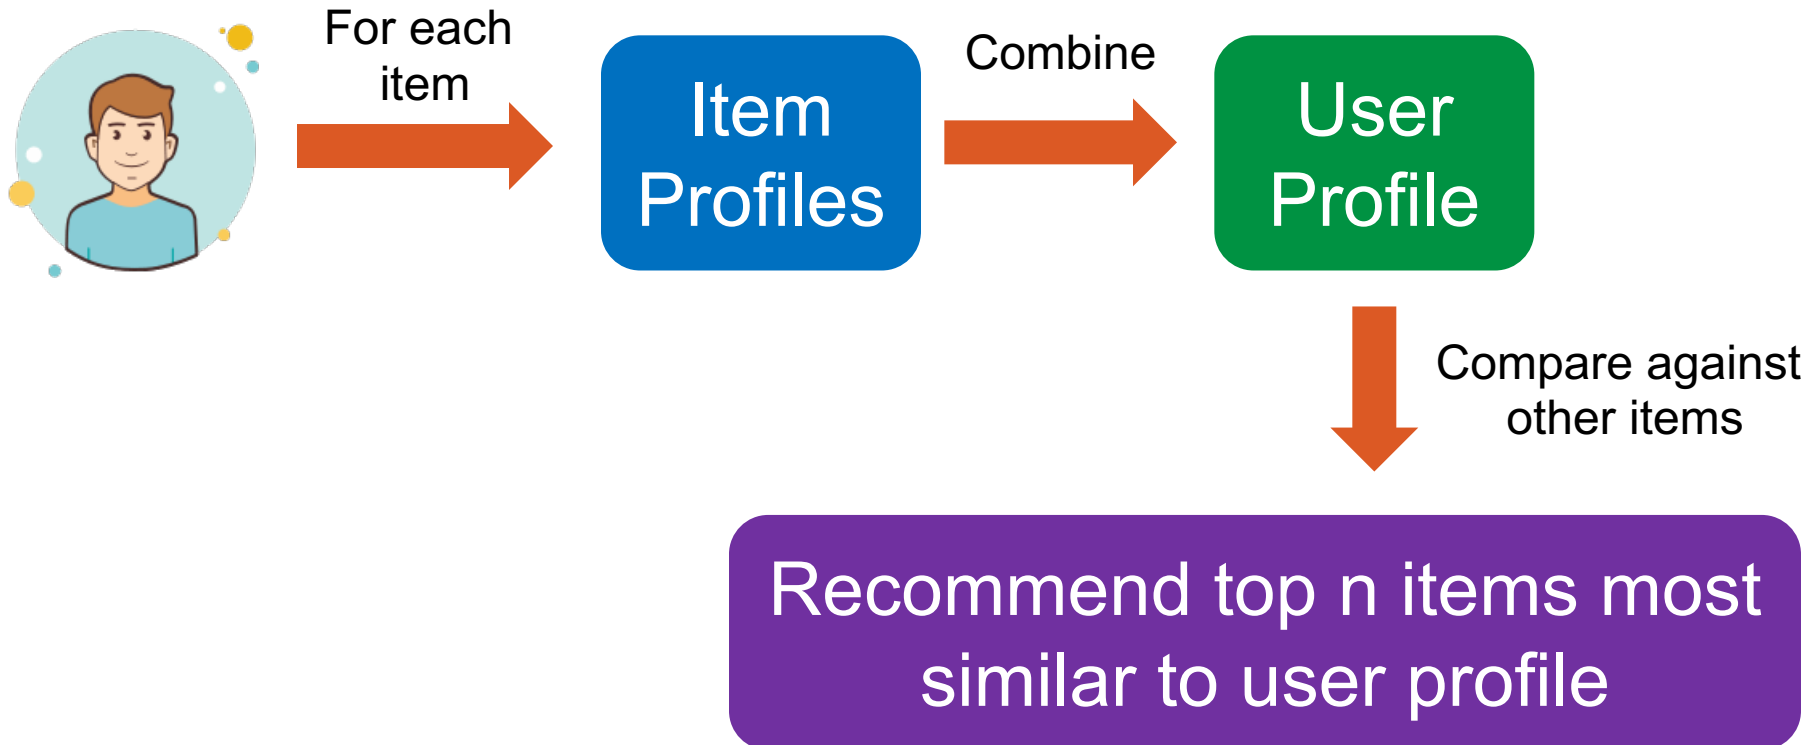 For each
item
Item
Profiles
Combine
User
Profile
Compare against
other items
Recommend top n items most
similar to user profile